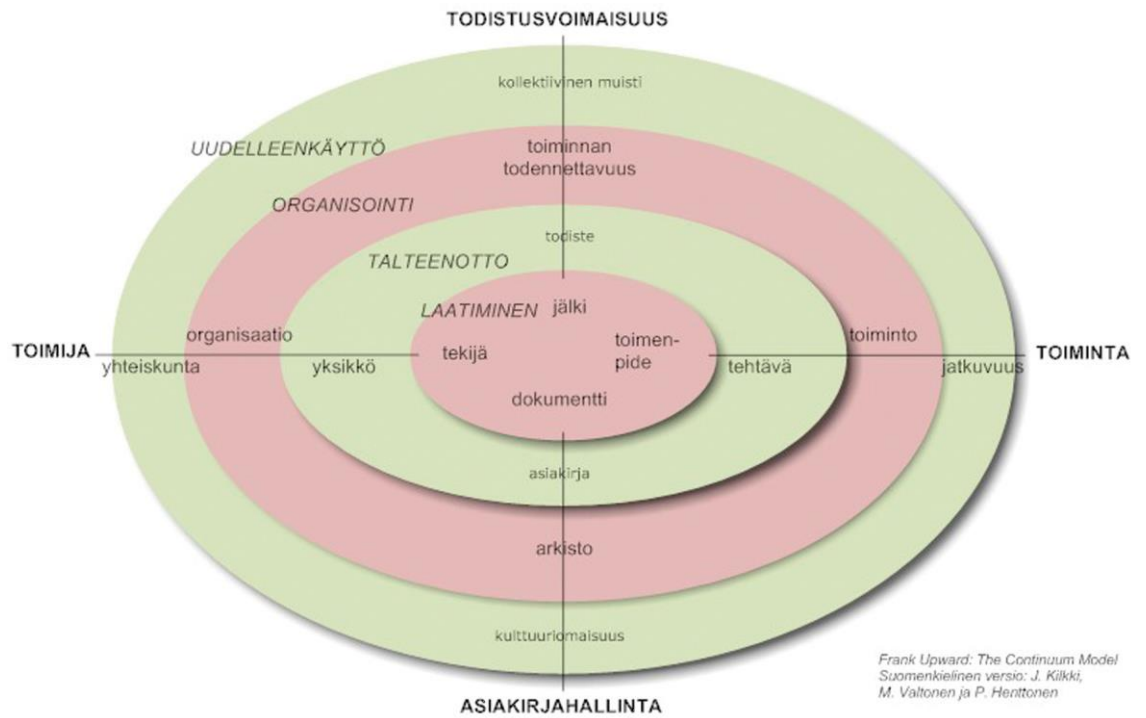 TODISTUSVOIMAISUUS
kollektiivinen muisti
UUDELLEENKÄYTTÖ
toiminnan
todennettavuus
ORGANISOINTI
todiste
TALTEENOTTO
LAATIMINEN
jälki
organisaatio
toimen-
pide
toiminto
TOIMIJA
tekijä
TOIMINTA
yhteiskunta
yksikkö
tehtävä
jatkuvuus
dokumentti
asiakirja
arkisto
kulttuuriomaisuus
Frank Upward: The Continuum Model
Suomenkielinen versio: J. Kilkki,
M. Valtonen ja P. Henttonen
ASIAKIRJAHALLINTA